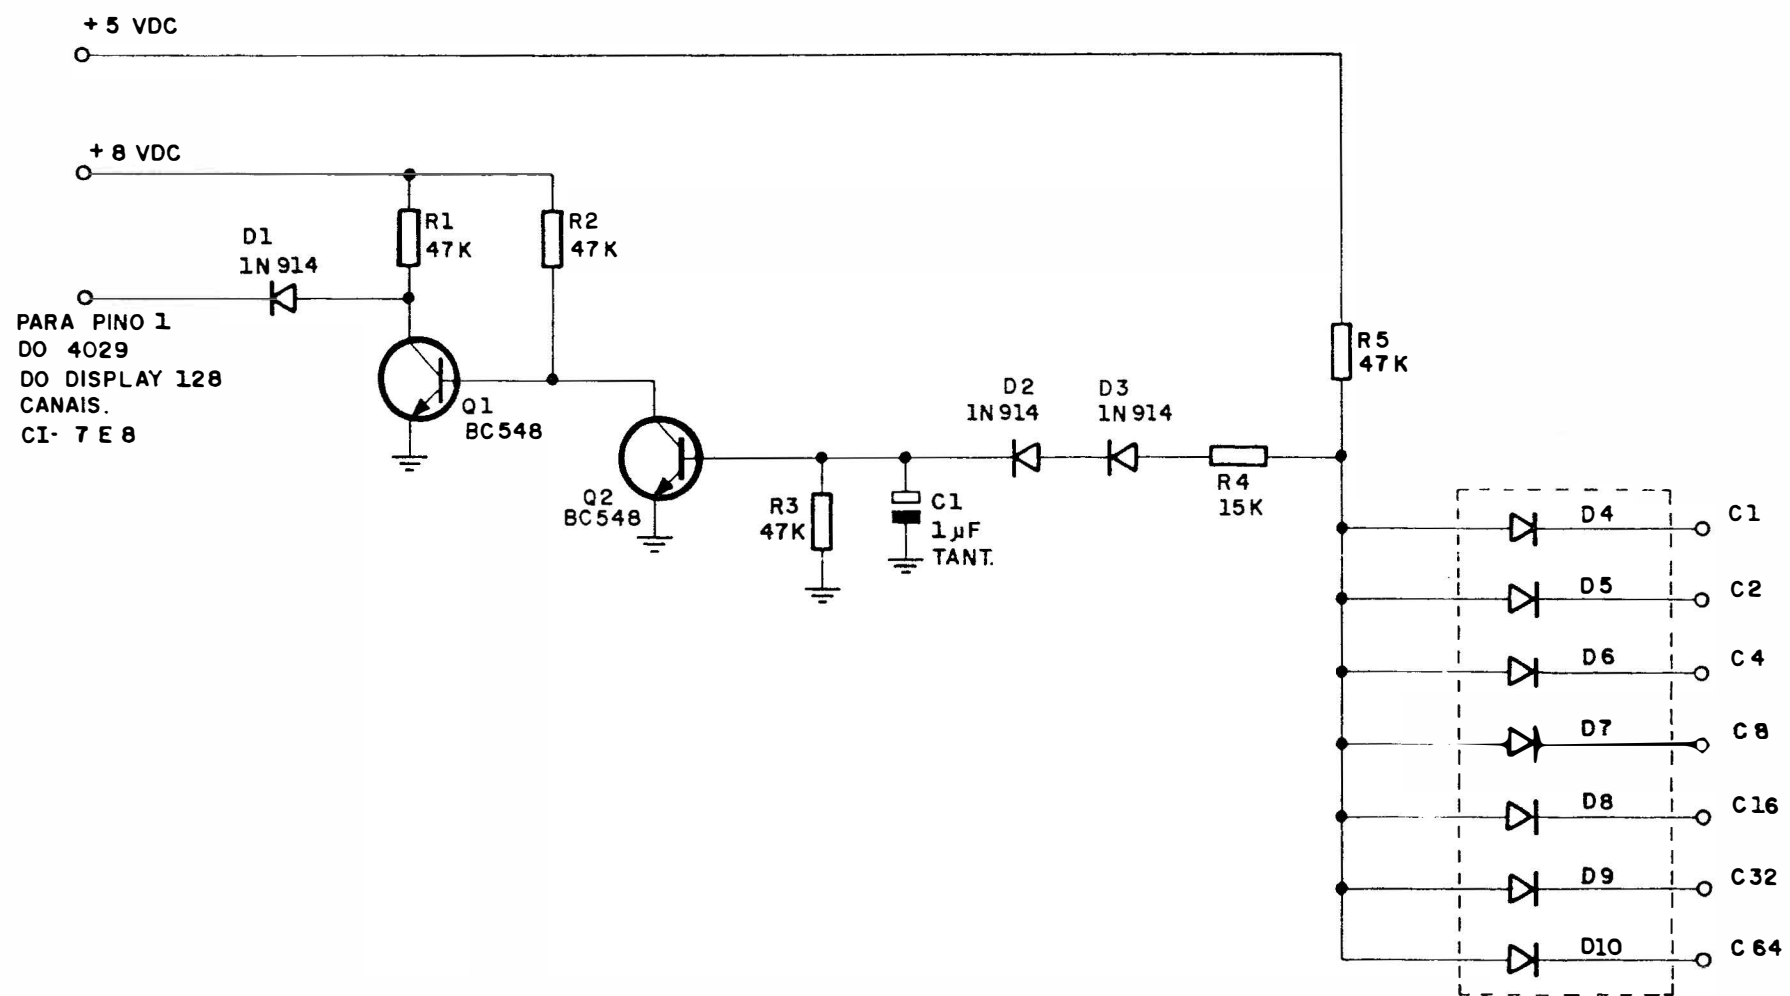 + 5 VDC
+ 8 VDC
R1
47K
R2
47K
D1
1N914
PARA PINO 1
DO 4029
DO DISPLAY 128
CANAIS.
CI- 7 E 8
Q1
BC548
Q2
BC548
R3
47K
C1
1µF
TANT.
D2
1N914
D3
1N914
R4
15K
R5
47K
D4
C1
D5
C2
D6
C4
D7
C8
D8
C16
D9
C32
D10
C64